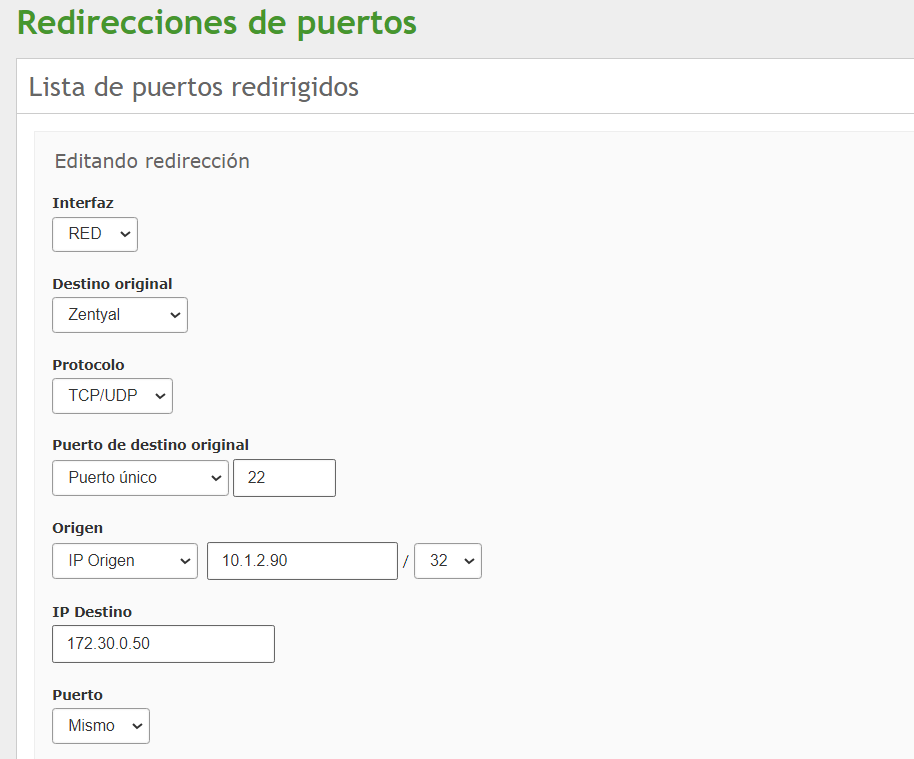 Redirecciones de puertos
Lista de puertos redirigidos
Editando redirección
Interfaz
RED
Destino original
Zentyal
Protocolo
TCP/UDP
Puerto de destino original
Puerto único 22
Origen
IP Origen 10.1.2.90 / 32
IP Destino
172.30.0.50
Puerto
Mismo